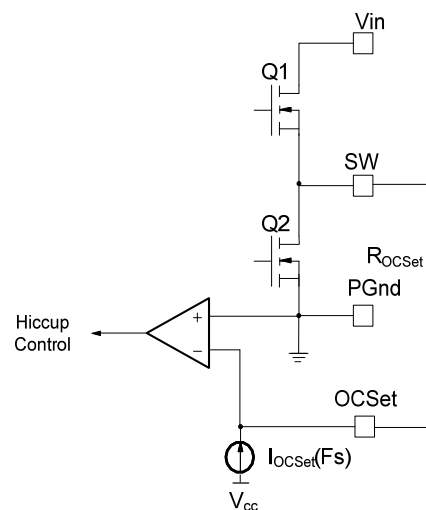 Vin
Q1
SW
Q2
ROCSet
PGnd
Hiccup
Control
+
−
OCSet
IOCSet(Fs)
Vcc